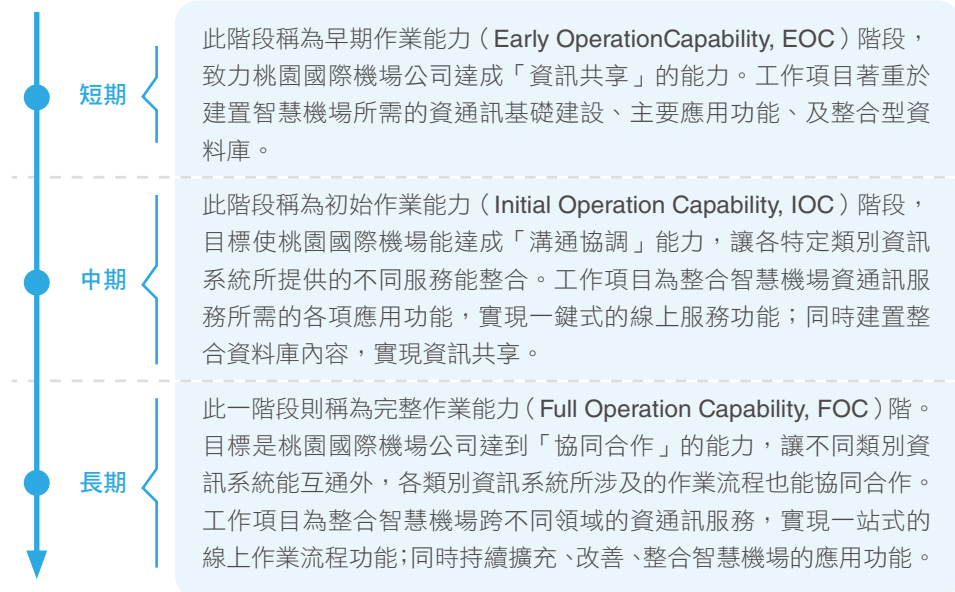 短期
此階段稱為早期作業能力（Early OperationCapability, EOC）階段，
致力桃園國際機場公司達成「資訊共享」的能力。工作項目著重於
建置智慧機場所需的資通訊基礎建設、主要應用功能、及整合型資
料庫。
中期
此階段稱為初始作業能力（Initial Operation Capability, IOC）階段，
目標使桃園國際機場能達成「溝通協調」能力，讓各特定類別資訊
系統所提供的不同服務能整合。工作項目為整合智慧機場資通訊服
務所需的各項應用功能，實現一鍵式的線上服務功能；同時建置整
合資料庫內容，實現資訊共享。
長期
此一階段則稱為完整作業能力（Full Operation Capability, FOC）階。
目標是桃園國際機場公司達到「協同合作」的能力，讓不同類別資
訊系統能互通外，各類別資訊系統所涉及的作業流程也能協同合作。
工作項目為整合智慧機場跨不同領域的資通訊服務，實現一站式的
線上作業流程功能；同時持續擴充、改善、整合智慧機場的應用功能。